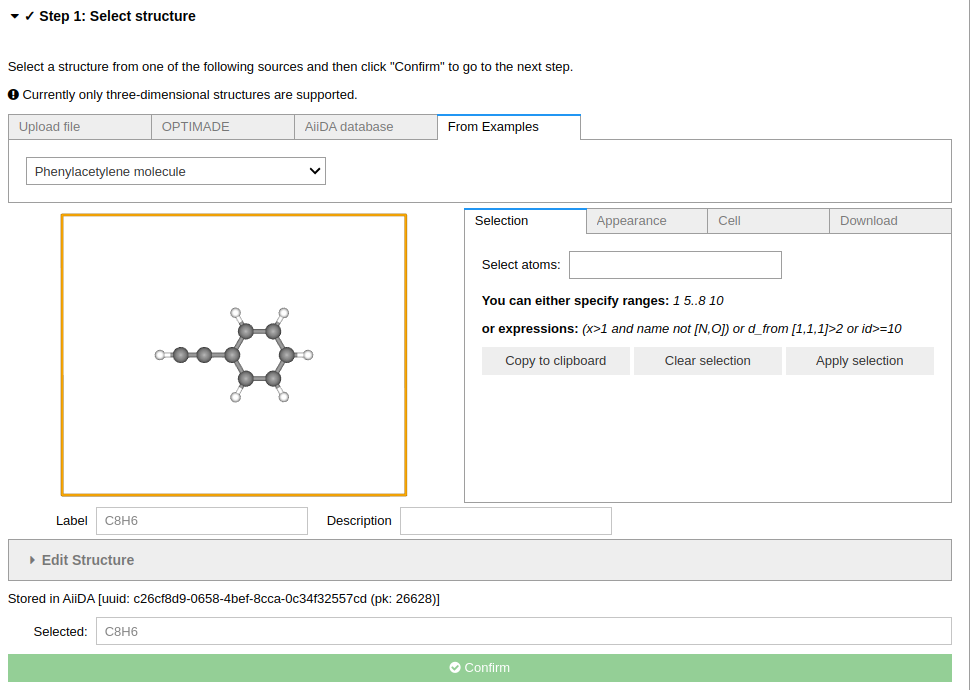 ✓ Step 1: Select structure
Select a structure from one of the following sources and then click "Confirm" to go to the next step.
Currently only three-dimensional structures are supported.
Upload file OPTIMADE AiiDA database From Examples
Phenylacetylene molecule
Selection Appearance Cell Download
Select atoms:
You can either specify ranges: 1 5..8 10
or expressions: (x>1 and name not [N,O]) or d_from [1,1,1]>2 or id>=10
Copy to clipboard Clear selection Apply selection
Label C8H6 Description
Edit Structure
Stored in AiiDA [uuid: c26cf8d9-0658-4bef-8cca-0c34f32557cd (pk: 26628)]
Selected: C8H6
Confirm